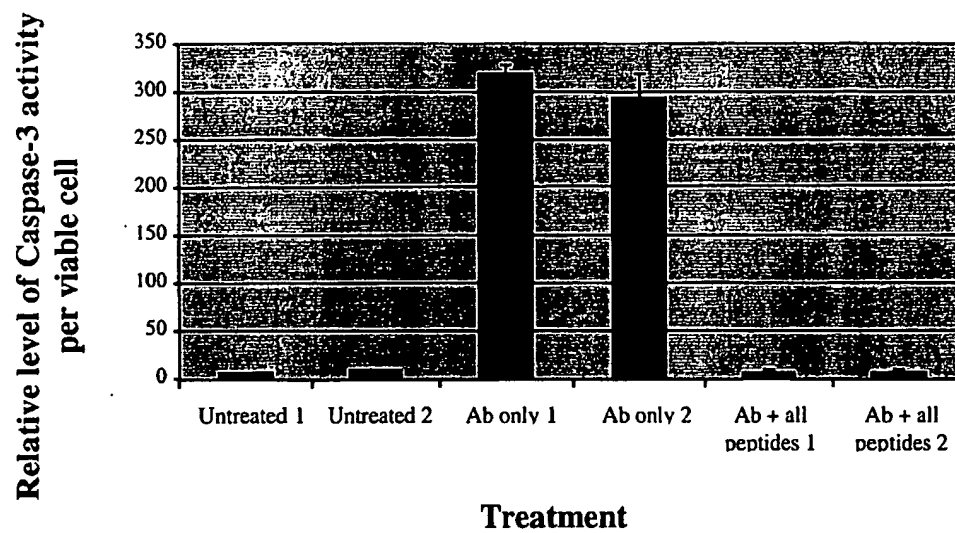 Relative level of Caspase-3 activity
per viable cell
350
300
250
200
150
100
50
0
Untreated 1 Untreated 2 Ab only 1 Ab only 2 Ab + all Ab + all
peptides 1 peptides 2
Treatment